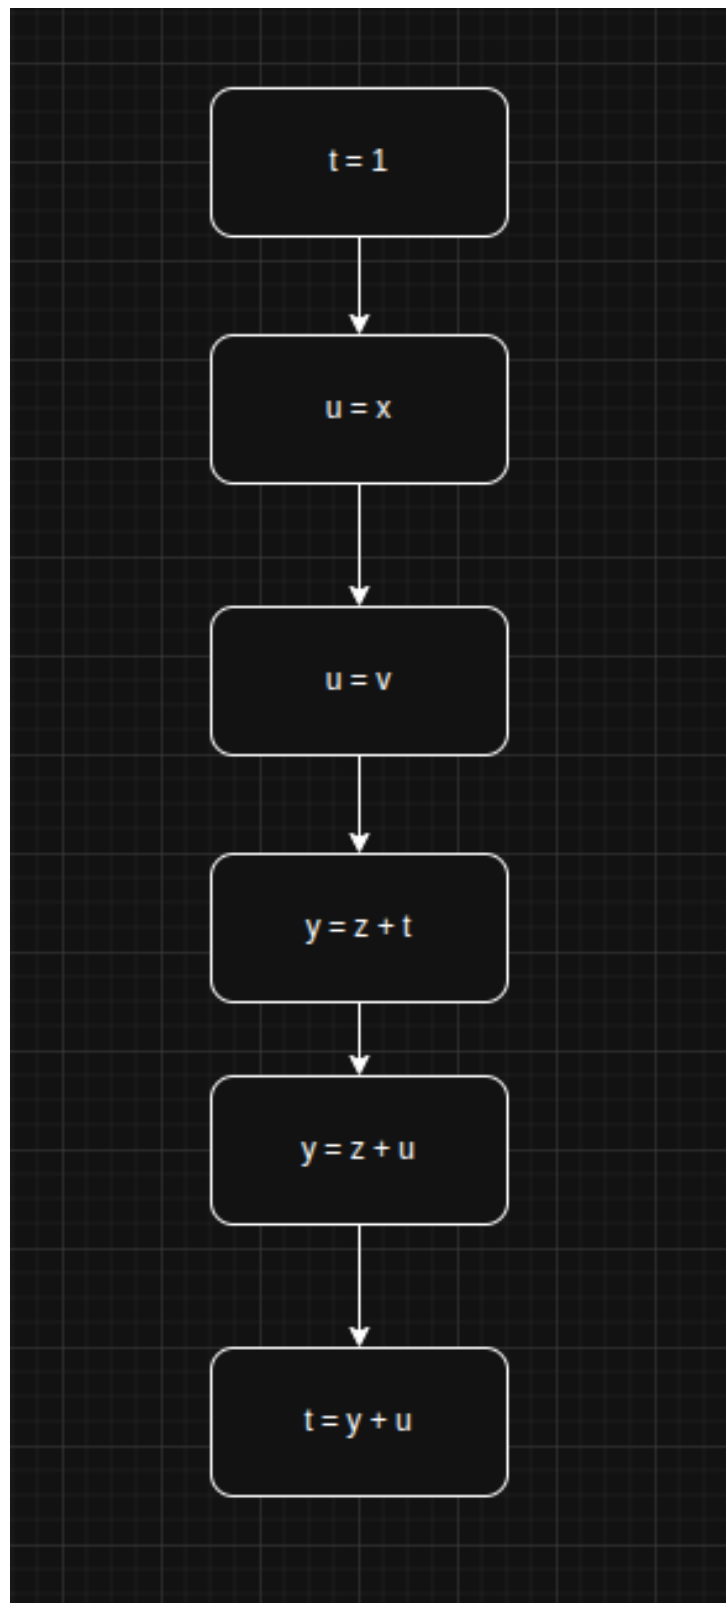 t = 1
u = x
u = v
y = z + t
y = z + u
t = y + u